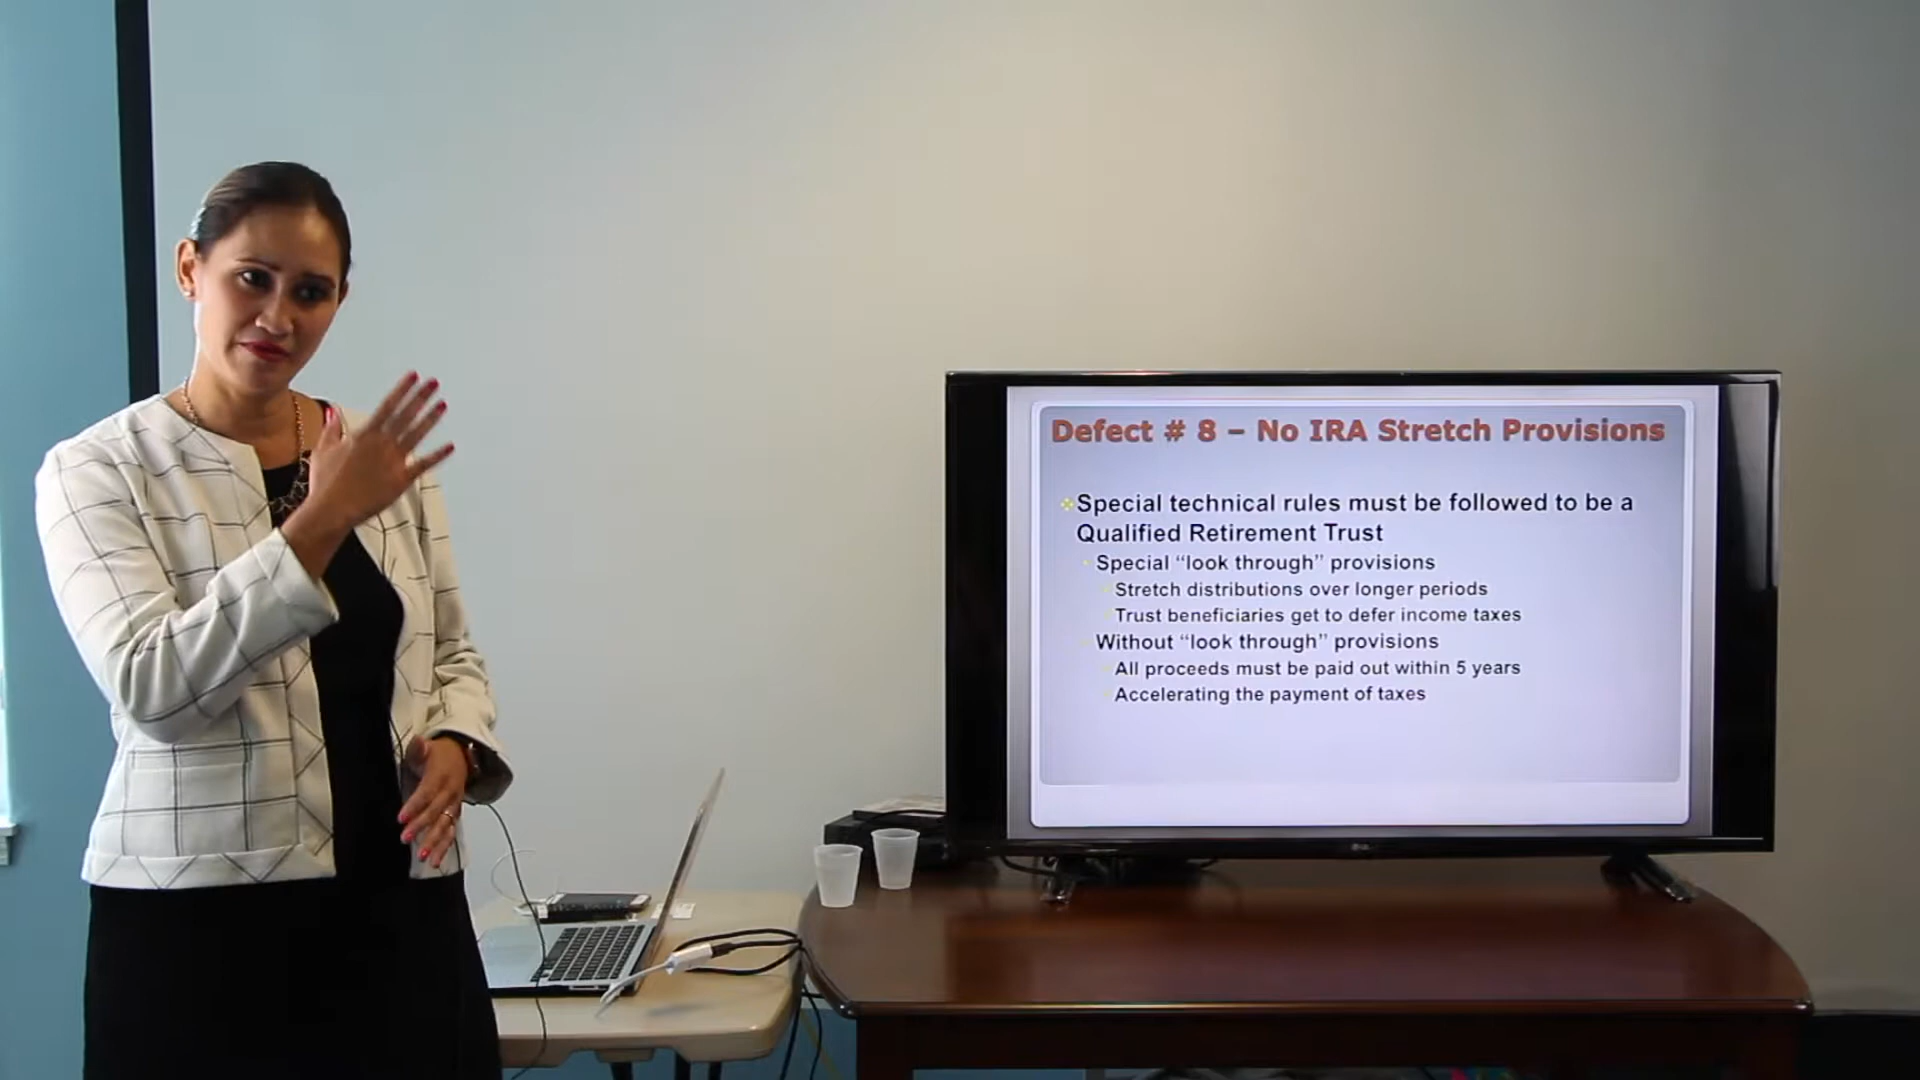 Defect # 8 – No IRA Stretch Provisions
Special technical rules must be followed to be a
Qualified Retirement Trust
Special “look through” provisions
Stretch distributions over longer periods
Trust beneficiaries get to defer income taxes
Without “look through” provisions
All proceeds must be paid out within 5 years
Accelerating the payment of taxes
LG